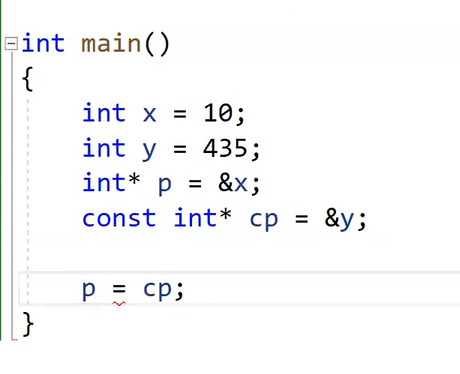 int main()
{
int x = 10;
int y = 435;
int* p = &x;
const int* cp = &y;
p = cp;
}